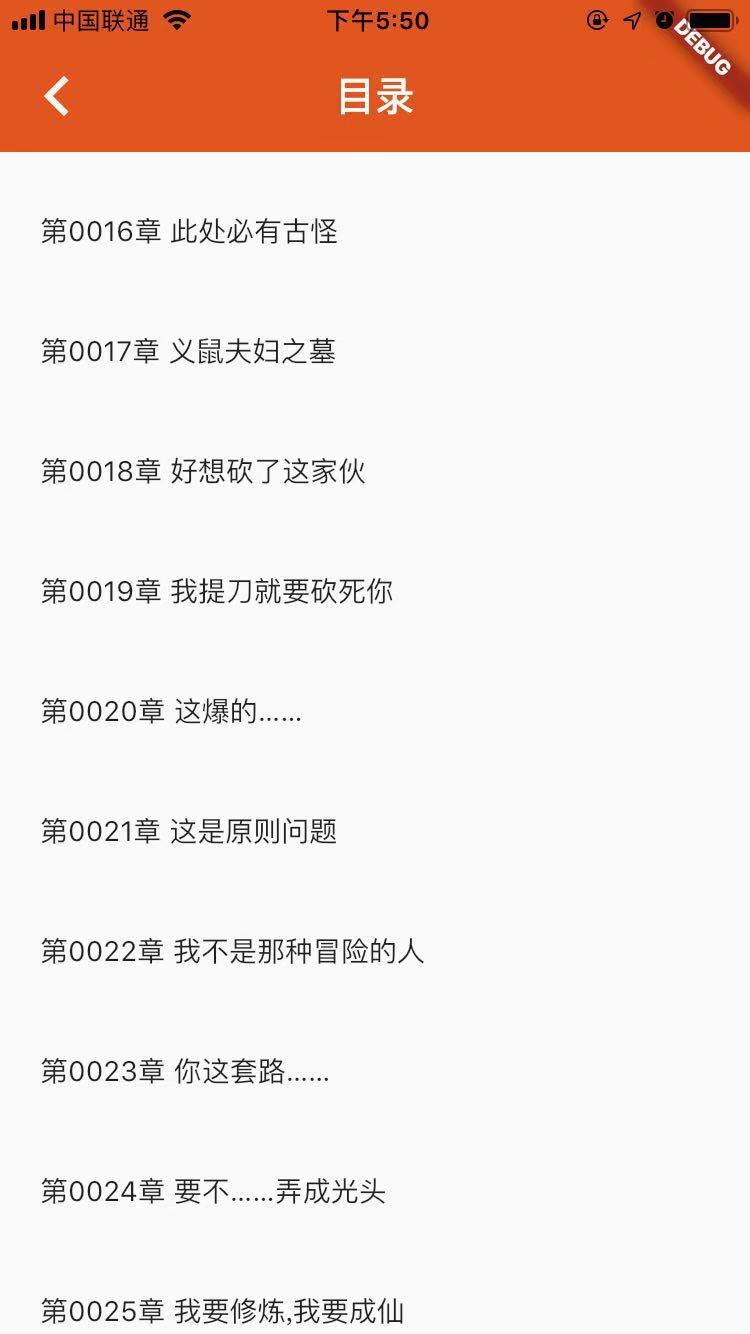 中国联通
下午5:50
DEBUG
目录
第0016章 此处必有古怪
第0017章 义鼠夫妇之墓
第0018章 好想砍了这家伙
第0019章 我提刀就要砍死你
第0020章 这爆的……
第0021章 这是原则问题
第0022章 我不是那种冒险的人
第0023章 你这套路……
第0024章 要不……弄成光头
第0025章 我要修炼,我要成仙